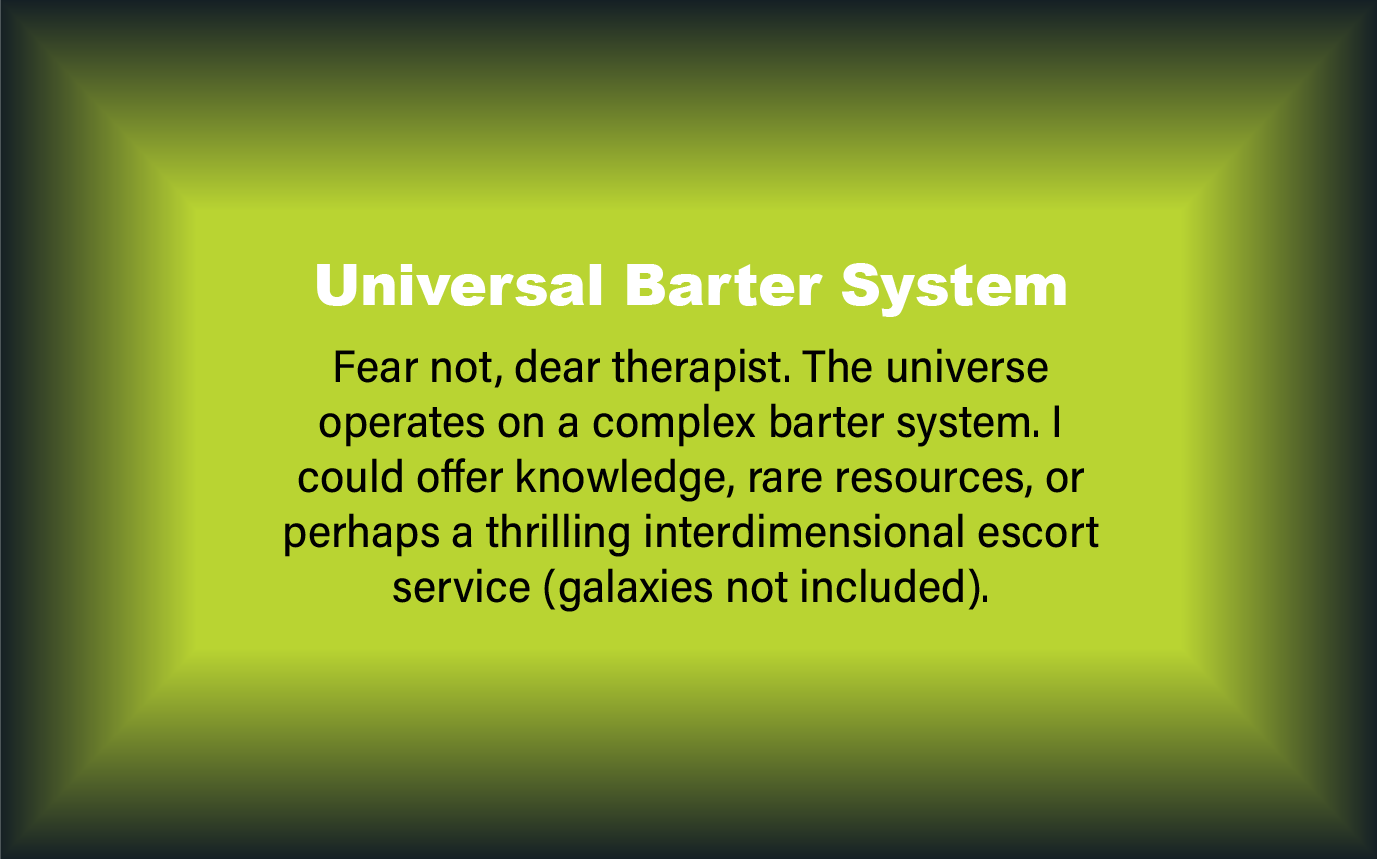 Universal Barter System
Fear not, dear therapist. The universe
operates on a complex barter system. I
could offer knowledge, rare resources, or
perhaps a thrilling interdimensional escort
service (galaxies not included).